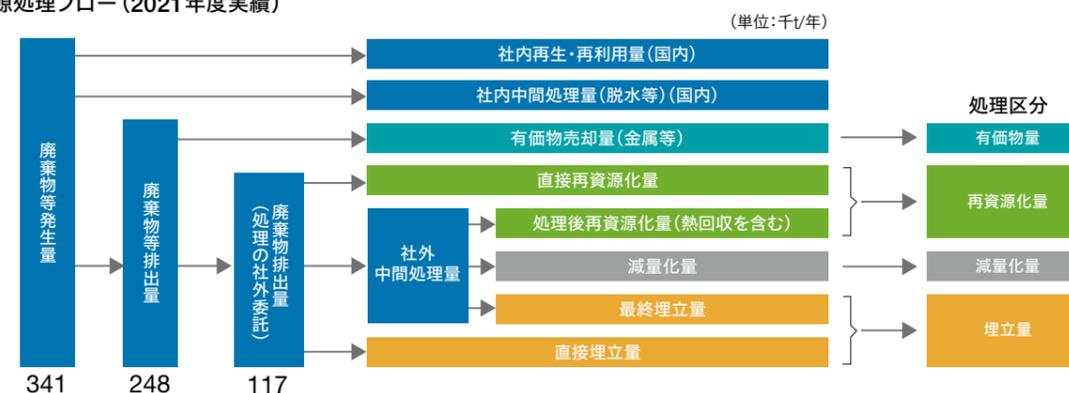 源処理フロー（2021年度実績）
（単位：千t/年）
社内再生・再利用量（国内）
社内中間処理量（脱水等）（国内）
処理区分
有価物売却量（金属等）
有価物量
直接再資源化量
再資源化量
処理後再資源化量（熱回収を含む）
社外
中間処理量
減量化量
減量化量
最終埋立量
埋立量
直接埋立量
廃棄物等発生量
廃棄物等排出量
廃棄物排出量
（処理の社外委託）
341
248
117